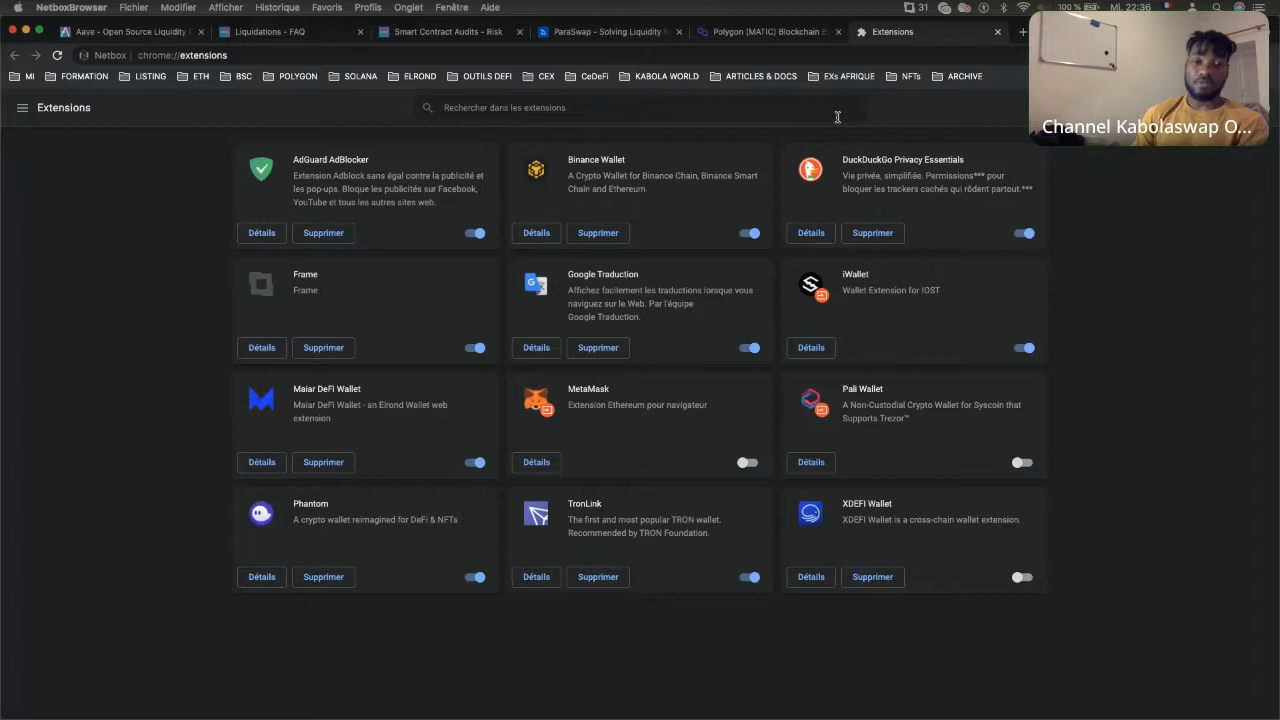 NetboxBrowser Fichier Modifier Afficher Historique Favoris Profils Onglet Fenêtre Aide 31 100 % Mi. 22:36
Aave - Open Source Liquidity Liquidations - FAQ Smart Contract Audits - Risk ParaSwap - Solving Liquidity Polygon (MATIC) Blockchain Extensions
Netbox chrome://extensions
MI FORMATION LISTING ETH BSC POLYGON SOLANA ELROND OUTILS DEFI CEX CeDeFi KABOLA WORLD ARTICLES & DOCS EXs AFRIQUE NFTs ARCHIVE
Channel Kabolaswap O...
Extensions
Rechercher dans les extensions
AdGuard AdBlocker
Extension Adblock sans égal contre la publicité et
les pop-ups. Bloque les publicités sur Facebook,
YouTube et tous les autres sites web.
Détails Supprimer
Binance Wallet
A Crypto Wallet for Binance Chain, Binance Smart
Chain and Ethereum
Détails Supprimer
DuckDuckGo Privacy Essentials
Vie privée, simplifiée. Permissions*** pour
bloquer les trackers cachés qui rôdent partout.***
Détails Supprimer
Frame
Frame
Détails Supprimer
Google Traduction
Affichez facilement les traductions lorsque vous
naviguez sur le Web. Par l'équipe
Google Traduction.
Détails Supprimer
iWallet
Wallet Extension for IOST
Détails
Maiar DeFi Wallet
Maiar DeFi Wallet - an Elrond Wallet web
extension
Détails Supprimer
MetaMask
Extension Ethereum pour navigateur
Détails
Pali Wallet
A Non-Custodial Crypto Wallet for Syscoin that
Supports Trezor™
Détails
Phantom
A crypto wallet reimagined for DeFi & NFTs
Détails Supprimer
TronLink
The first and most popular TRON wallet.
Recommended by TRON Foundation.
Détails Supprimer
XDEFI Wallet
XDEFI Wallet is a cross-chain wallet extension.
Détails Supprimer